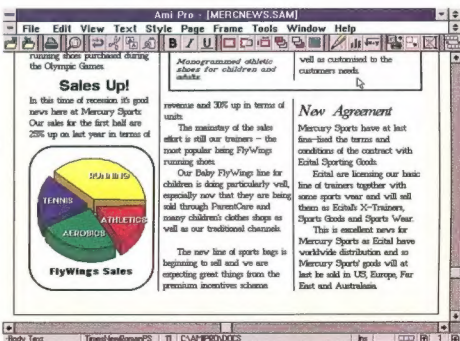 Ami Pro - [MERCNEWS.SAM]
File Edit View Text Style Page Frame Tools Window Help
running shoes purchased during
the Olympic Games.
Sales Up!
In this time of recession it's good
news here at Mercury Sports.
Our sales for the first half are
25% up on last year in terms of
RUNNING
TENNIS
ATHLETICS
AEROBICS
FlyWings Sales
Monogrammed athletic
shoes for children and
adults.
revenue and 30% up in terms of
units.
The mainstay of the sales
effort is still our trainers - the
most popular being FlyWings
running shoes.
Our Baby FlyWings line for
children is doing particularly well,
especially now that they are being
sold through ParentCare and
many children's clothes shops as
well as our traditional channels.
The new line of sports bags is
beginning to sell and we are
expecting great things from the
premium incentives scheme.
well as customised to the
customers needs.
New Agreement
Mercury Sports have at last
fina-lised the terms and
conditions of the contract with
Ecital Sporting Goods.
Ecital are licensing our basic
line of trainers together with
some sports wear and will sell
them as Ecital's X-Trainers,
Sports Goods and Sports Wear.
This is excellent news for
Mercury Sports as Ecital have
worldwide distribution and so
Mercury Sports' goods will at
last be sold in US, Europe, Far
East and Australasia.
Body Text TimesNewRomanPS 11 C:\AMIPRO\DOCS Ins 1